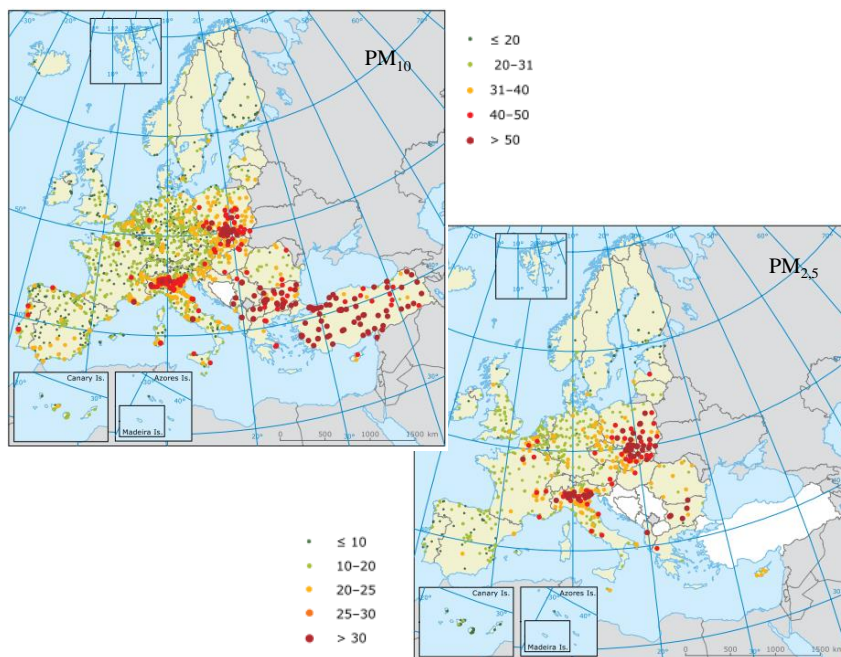 PM10
≤ 20
20–31
31–40
40–50
> 50
Canary Is.
Azores Is.
Madeira Is.
0 500 1000 1500 km
PM2,5
≤ 10
10–20
20–25
25–30
> 30
Canary Is.
Azores Is.
Madeira Is.
0 500 1000 1500 km